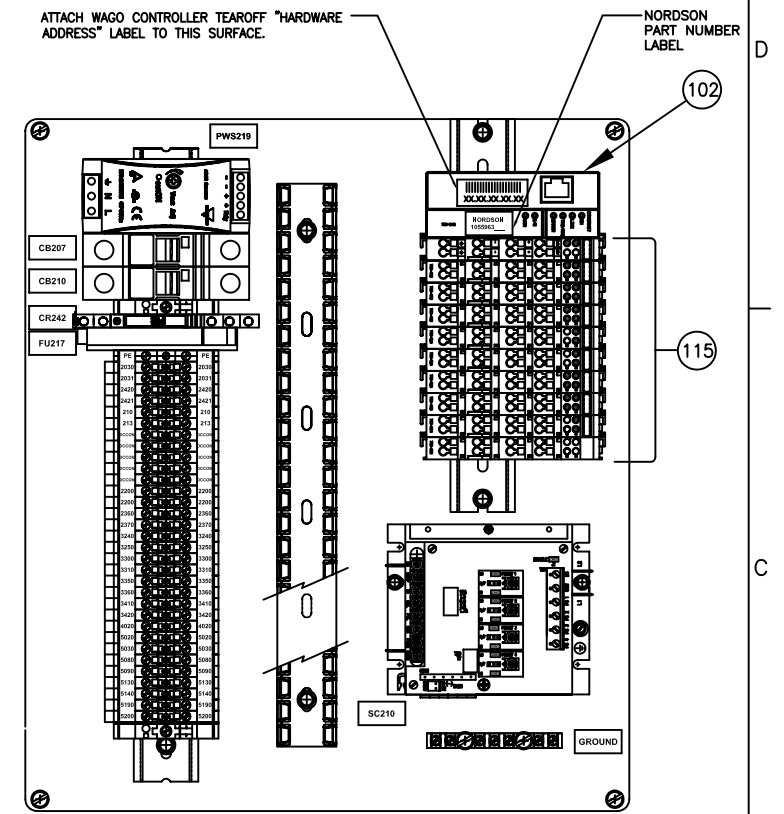 ATTACH WAGO CONTROLLER TEAROFF "HARDWARE
ADDRESS" LABEL TO THIS SURFACE.
NORDSON
PART NUMBER
LABEL
D
102
PWS219
XX.XX.XX.XX.XX
NORDSON
1055963___
CB207
CB210
CR242
FU217
115
PE PE
2030 2030
2031 2031
2420 2420
2421 2421
210 210
213 213
2200 2200
2200 2200
2360 2360
2370 2370
3240 3240
3250 3250
3300 3300
3310 3310
3350 3350
3360 3360
3410 3410
3420 3420
4020 4020
5020 5020
5030 5030
5080 5080
5090 5090
5130 5130
5140 5140
5190 5190
5200 5200
C
L2
L1
SC210
GROUND